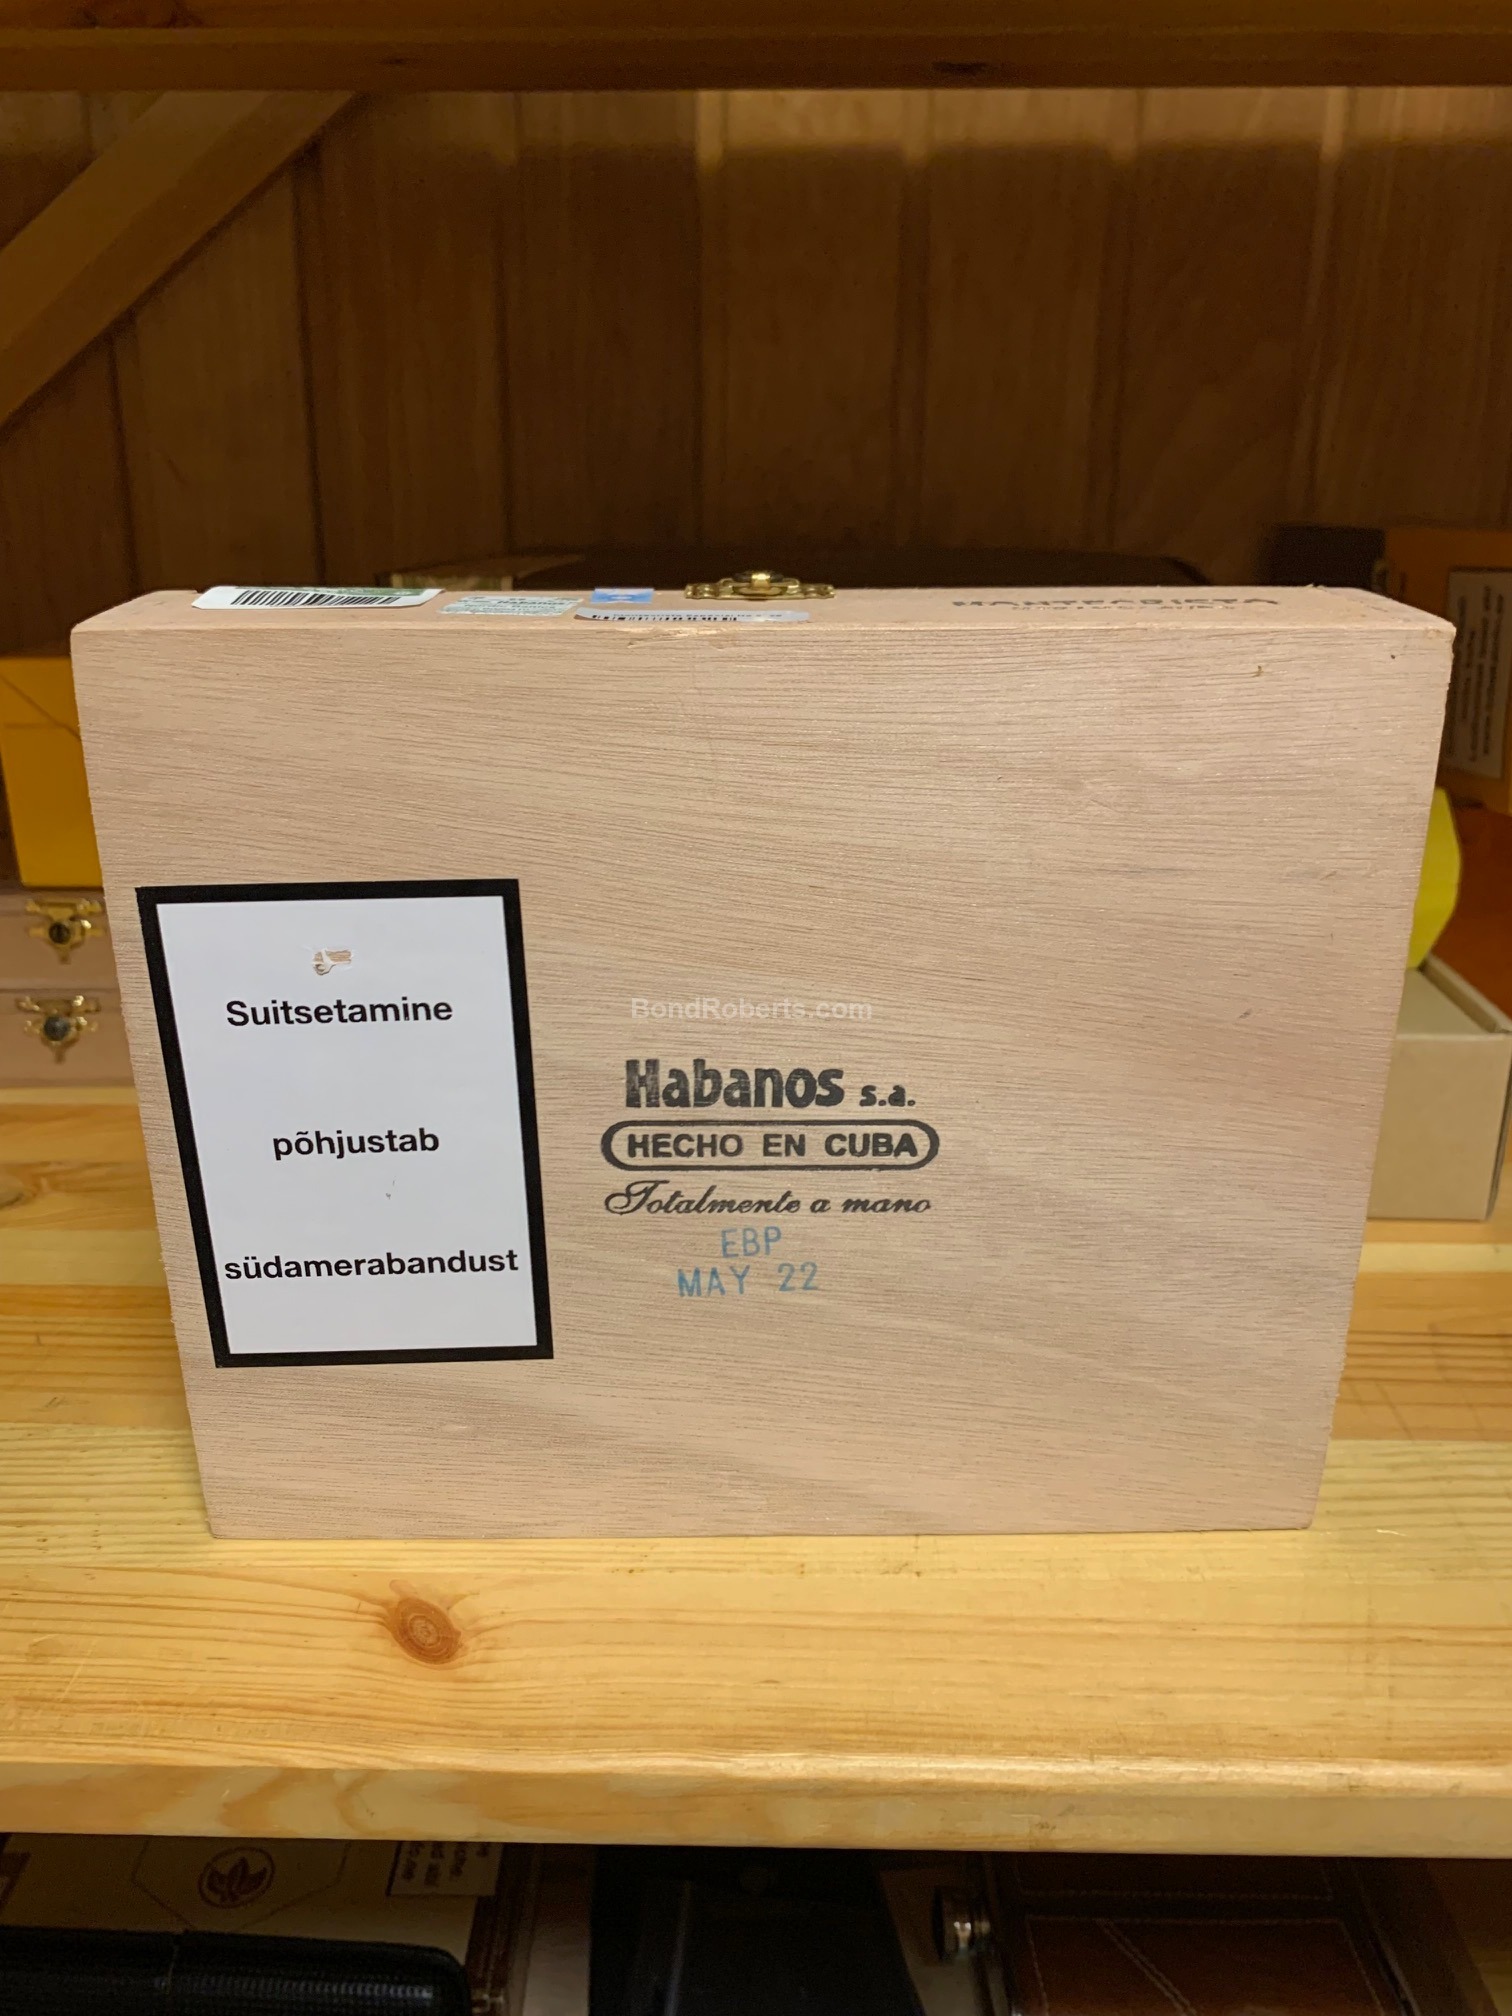 Suitsetamine
põhjustab
südamerabandust
BondRoberts.com
Habanos s.a.
HECHO EN CUBA
Totalmente a mano
EBP
MAY 22